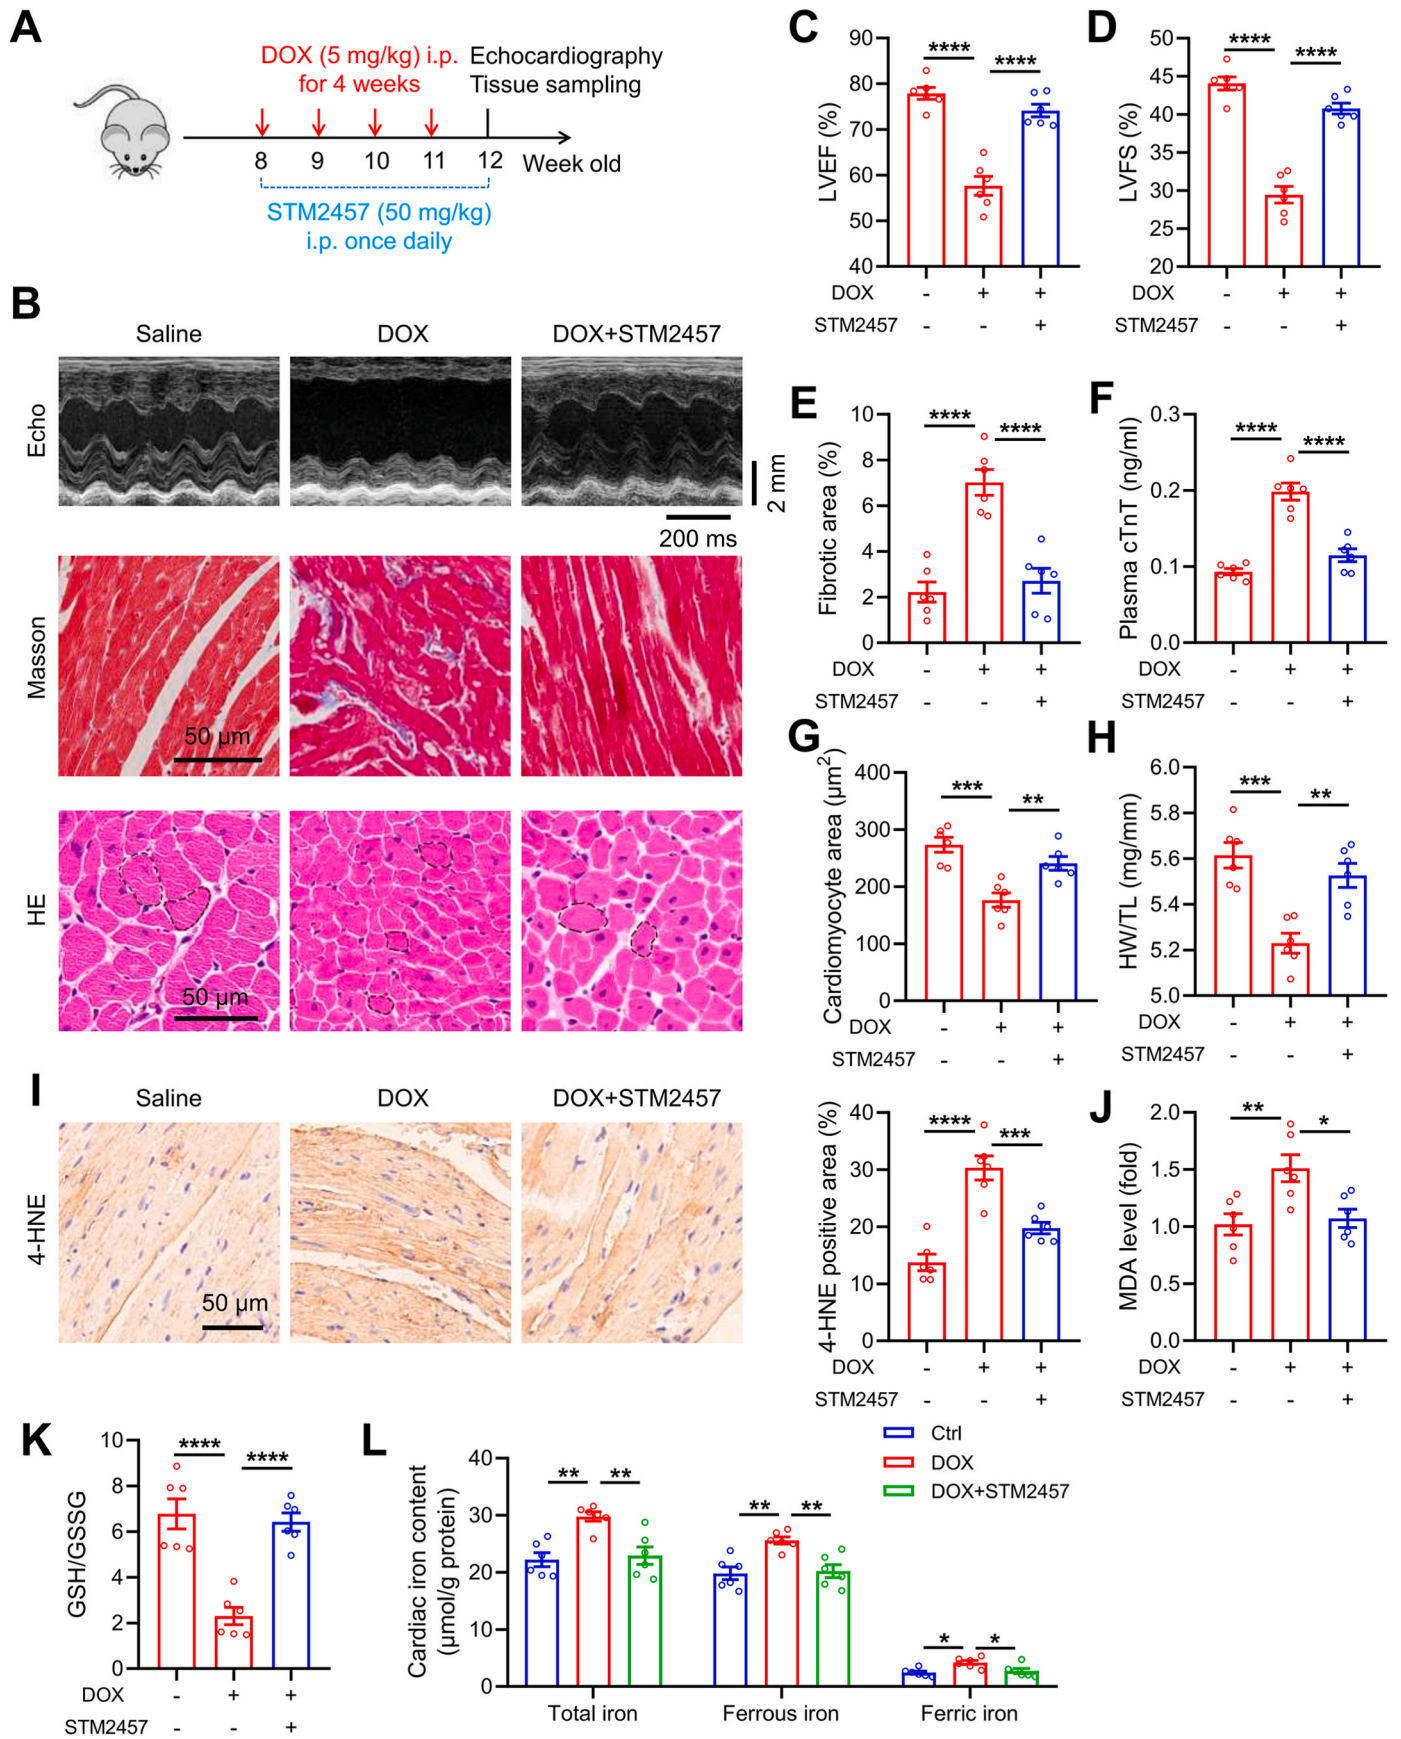 A
DOX (5 mg/kg) i.p.
for 4 weeks
Echocardiography
Tissue sampling
8 9 10 11 12 Week old
STM2457 (50 mg/kg)
i.p. once daily
B
Saline DOX DOX+STM2457
Echo
2 mm
200 ms
Masson
50 µm
HE
50 µm
C
LVEF (%)
90
80
70
60
50
40
**** ****
DOX - + +
STM2457 - - +
D
LVFS (%)
50
45
40
35
30
25
20
**** ****
DOX - + +
STM2457 - - +
E
Fibrotic area (%)
10
8
6
4
2
0
**** ****
DOX - + +
STM2457 - - +
F
Plasma cTnT (ng/ml)
0.3
0.2
0.1
0.0
**** ****
DOX - + +
STM2457 - - +
G
Cardiomyocyte area (µm²)
400
300
200
100
0
*** **
DOX - + +
STM2457 - - +
H
HW/TL (mg/mm)
6.0
5.8
5.6
5.4
5.2
5.0
*** **
DOX - + +
STM2457 - - +
I
Saline DOX DOX+STM2457
4-HNE
50 µm
4-HNE positive area (%)
40
30
20
10
0
**** ***
DOX - + +
STM2457 - - +
J
MDA level (fold)
2.0
1.5
1.0
0.5
0.0
** *
DOX - + +
STM2457 - - +
K
GSH/GSSG
10
8
6
4
2
0
**** ****
DOX - + +
STM2457 - - +
L
Cardiac iron content
(µmol/g protein)
40
30
20
10
0
** ** ** ** * *
Total iron Ferrous iron Ferric iron
Ctrl
DOX
DOX+STM2457